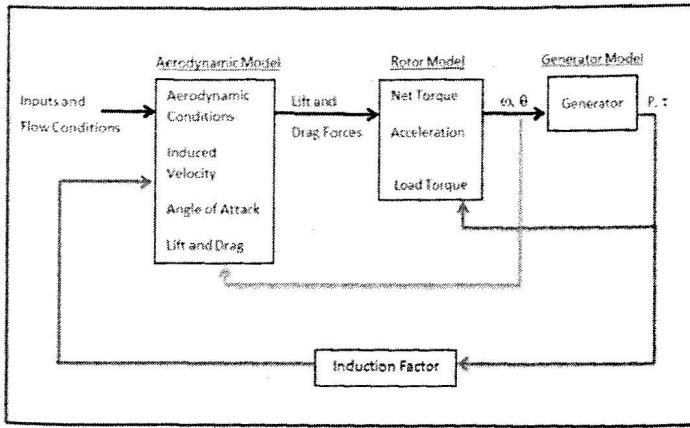 Aerodynamic Model
Rotor Model
Generator Model
Inputs and
Flow Conditions
Aerodynamic
Conditions
Induced
Velocity
Angle of Attack
Lift and Drag
Lift and
Drag Forces
Net Torque
Acceleration
Load Torque
ω, θ
Generator
P, τ
Induction Factor